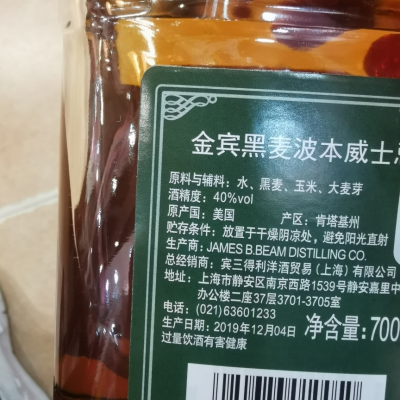 金宾黑麦波本威士
原料与辅料：水、黑麦、玉米、大麦芽
酒精度：40%vol
原产国：美国 产区：肯塔基州
贮存条件：放置于干燥阴凉处，避免阳光直射
生产商：JAMES B.BEAM DISTILLING CO.
总经销商：宾三得利洋酒贸易（上海）有限公司
地址：上海市静安区南京西路1539号静安嘉里中
办公楼二座37层3701-3705室
电话：(021)63601233
生产日期：2019年12月04日 净含量:700
过量饮酒有害健康